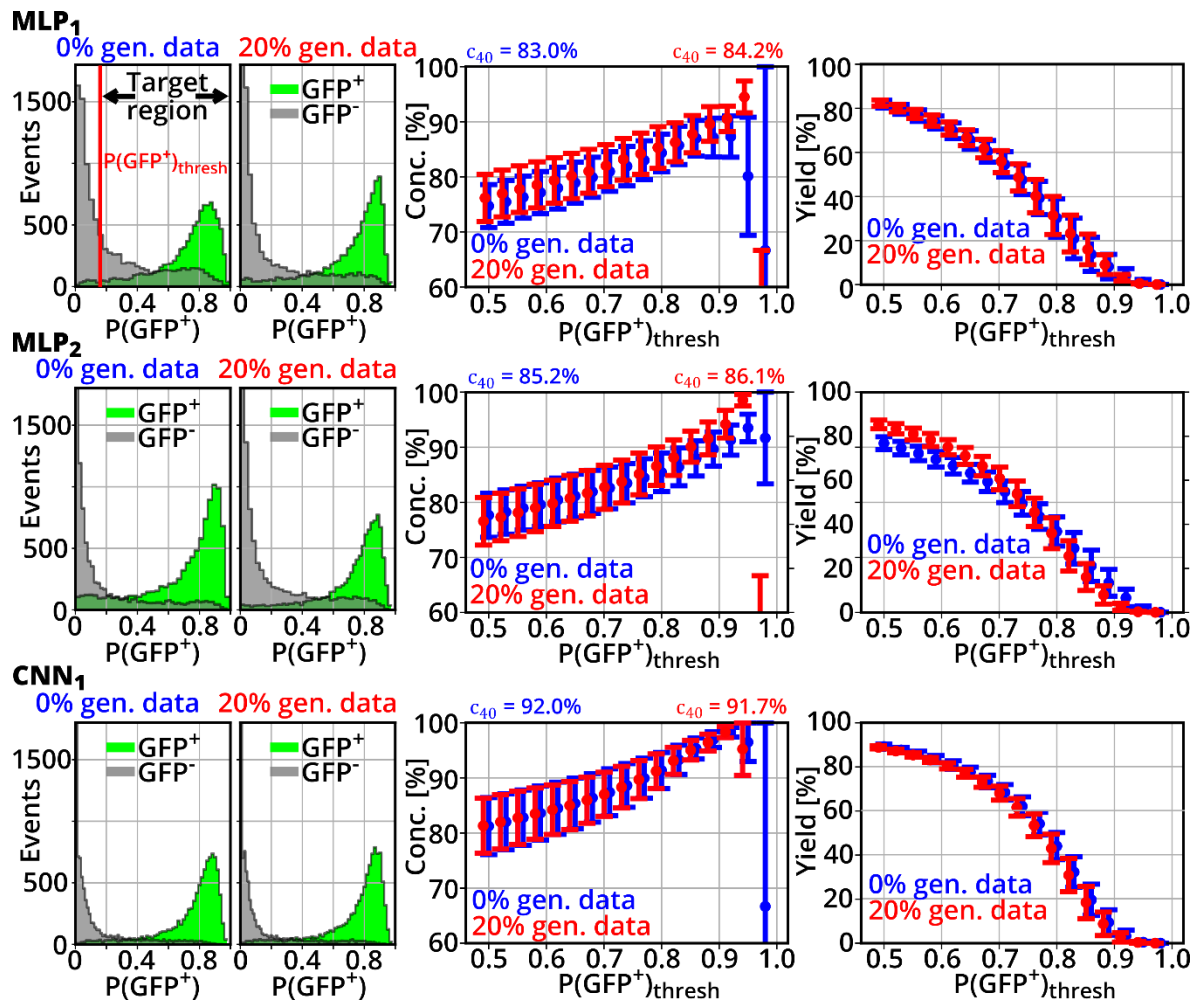 MLP₁
0% gen. data 20% gen. data c₄₀ = 83.0% c₄₀ = 84.2%
1500 1000 500 0
Events
Target
region
P(GFP⁺)thresh
GFP⁺
GFP⁻
0 0.4 0.8 0 0.4 0.8
P(GFP⁺) P(GFP⁺)
100 90 80 70 60
Conc. [%]
0% gen. data
20% gen. data
0.5 0.6 0.7 0.8 0.9 1.0
P(GFP⁺)thresh
100 80 60 40 20 0
Yield [%]
0% gen. data
20% gen. data
0.5 0.6 0.7 0.8 0.9 1.0
P(GFP⁺)thresh
MLP₂
0% gen. data 20% gen. data c₄₀ = 85.2% c₄₀ = 86.1%
1500 1000 500 0
Events
GFP⁺ GFP⁺
GFP⁻ GFP⁻
0 0.4 0.8 0 0.4 0.8
P(GFP⁺) P(GFP⁺)
100 90 80 70 60
Conc. [%]
0% gen. data
20% gen. data
0.5 0.6 0.7 0.8 0.9 1.0
P(GFP⁺)thresh
100 80 60 40 20 0
Yield [%]
0% gen. data
20% gen. data
0.5 0.6 0.7 0.8 0.9 1.0
P(GFP⁺)thresh
CNN₁
0% gen. data 20% gen. data c₄₀ = 92.0% c₄₀ = 91.7%
1500 1000 500 0
Events
GFP⁺ GFP⁺
GFP⁻ GFP⁻
0 0.4 0.8 0 0.4 0.8
P(GFP⁺) P(GFP⁺)
100 90 80 70 60
Conc. [%]
0% gen. data
20% gen. data
0.5 0.6 0.7 0.8 0.9 1.0
P(GFP⁺)thresh
100 80 60 40 20 0
Yield [%]
0% gen. data
20% gen. data
0.5 0.6 0.7 0.8 0.9 1.0
P(GFP⁺)thresh